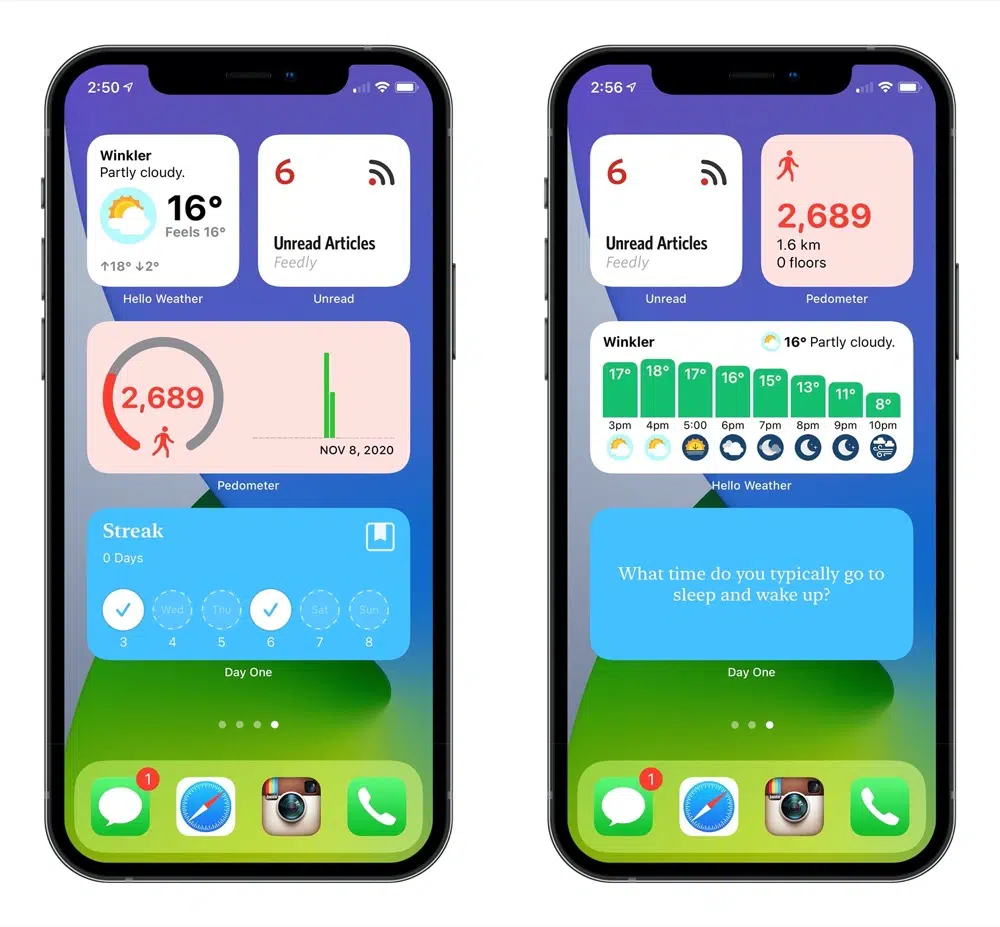 2:50
Winkler
Partly cloudy.
16°
Feels 16°
↑18° ↓2°
Hello Weather
6
Unread Articles
Feedly
Unread
2,689
NOV 8, 2020
Pedometer
Streak
0 Days
Wed Thu Sat Sun
3 4 5 6 7 8
Day One
1
2:56
6
Unread Articles
Feedly
Unread
2,689
1.6 km
0 floors
Pedometer
Winkler
16° Partly cloudy.
17° 18° 17° 16° 15° 13° 11° 8°
3pm 4pm 5:00 6pm 7pm 8pm 9pm 10pm
Hello Weather
What time do you typically go to
sleep and wake up?
Day One
1